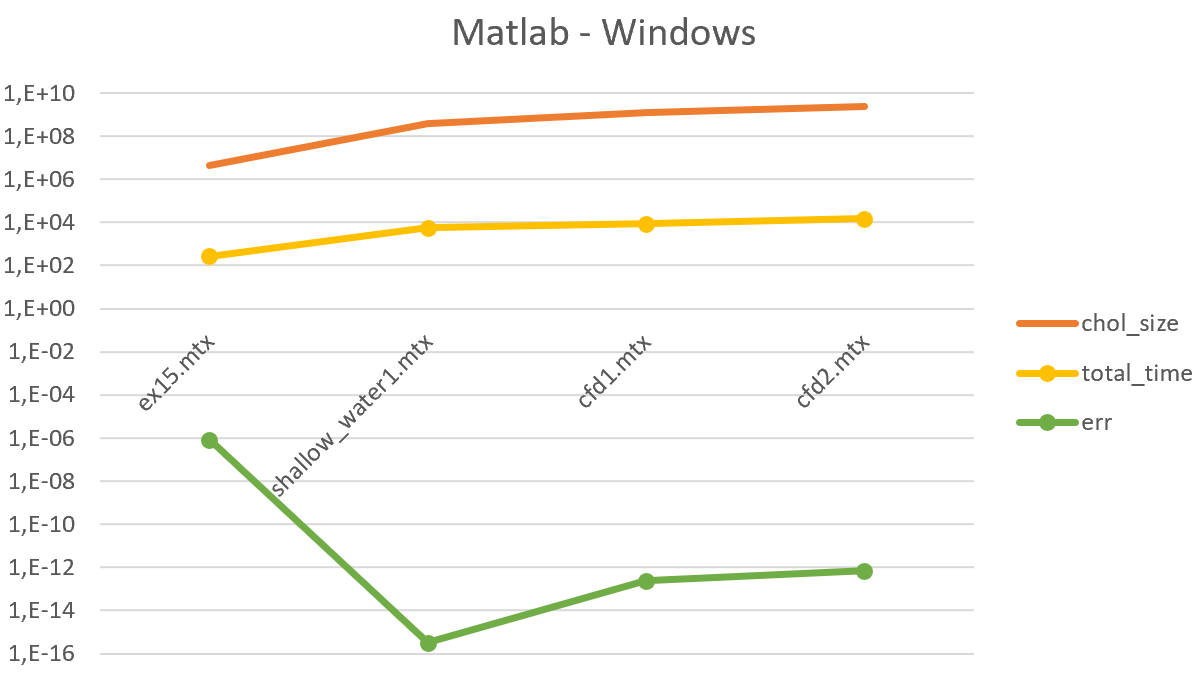 Matlab - Windows
1,E+10
1,E+08
1,E+06
1,E+04
1,E+02
1,E+00
1,E-02
1,E-04
1,E-06
1,E-08
1,E-10
1,E-12
1,E-14
1,E-16
ex15.mtx
shallow_water1.mtx
cfd1.mtx
cfd2.mtx
chol_size
total_time
err